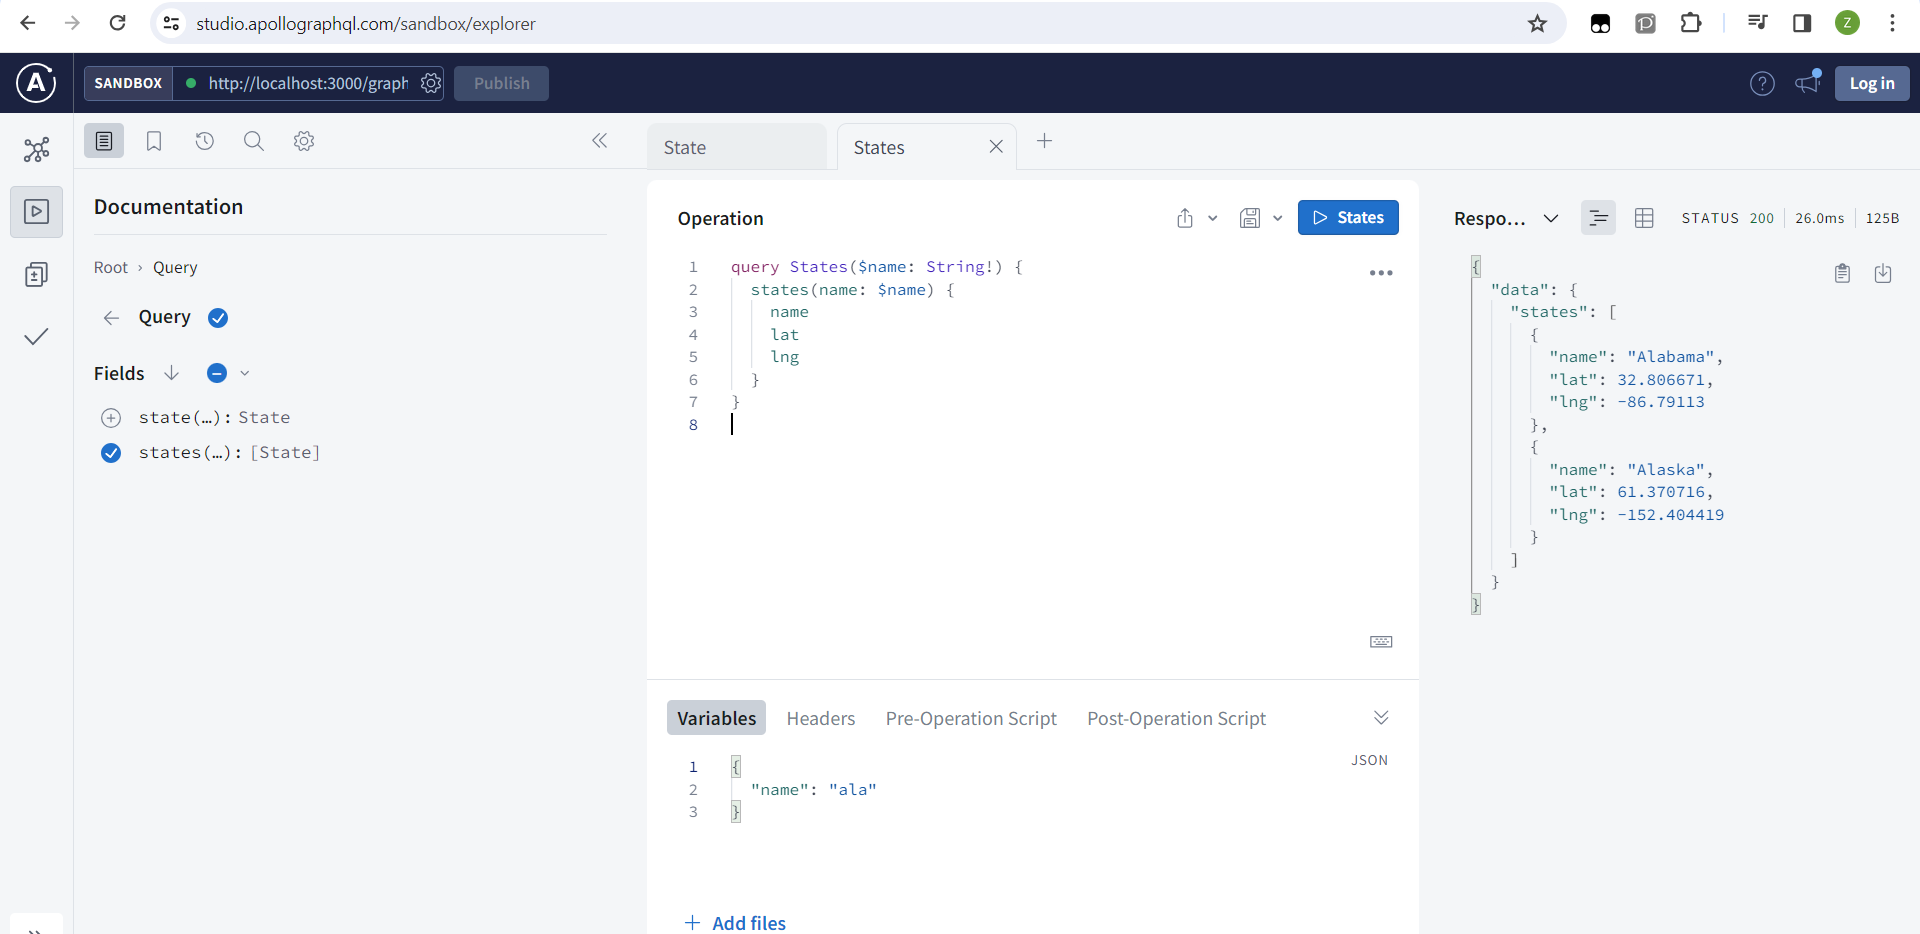 studio.apollographql.com/sandbox/explorer
Z
A
SANDBOX
http://localhost:3000/graph
Publish
?
Log in
State
States
Documentation
Root › Query
Query
Fields
state(…): State
states(…): [State]
Operation
States
1 query States($name: String!) {
2 states(name: $name) {
3 name
4 lat
5 lng
6 }
7 }
8
Variables
Headers
Pre-Operation Script
Post-Operation Script
JSON
1 {
2 "name": "ala"
3 }
+ Add files
Respo...
STATUS 200
26.0ms
125B
{
"data": {
"states": [
{
"name": "Alabama",
"lat": 32.806671,
"lng": -86.79113
},
{
"name": "Alaska",
"lat": 61.370716,
"lng": -152.404419
}
]
}
}